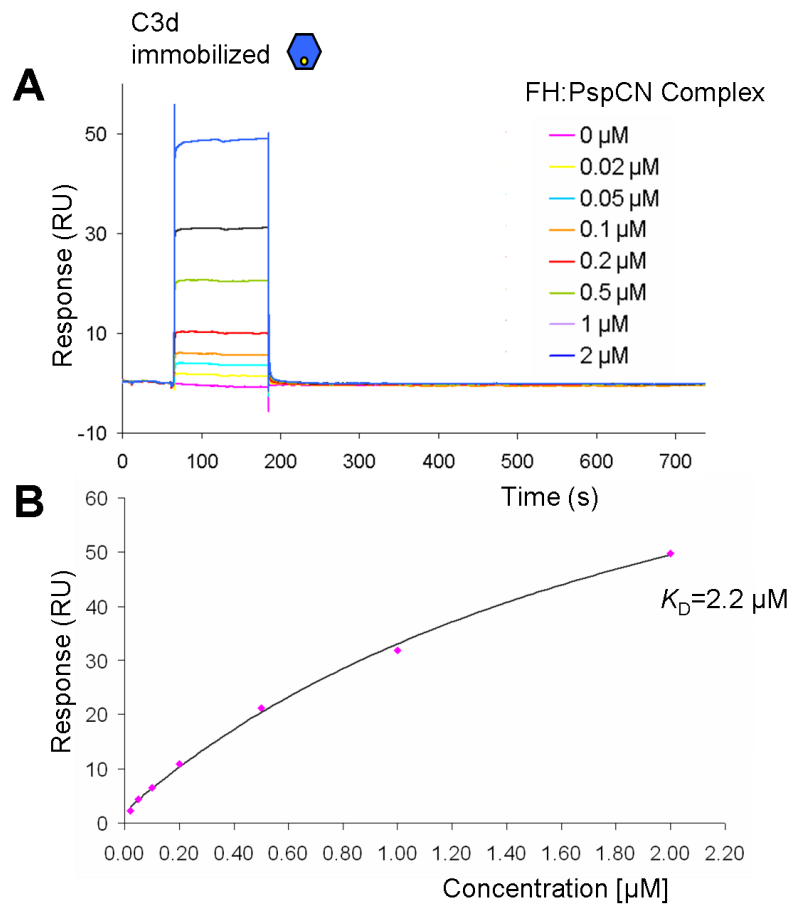 C3d
immobilized
A
FH:PspCN Complex
0 µM
0.02 µM
0.05 µM
0.1 µM
0.2 µM
0.5 µM
1 µM
2 µM
Response (RU)
50
30
10
-10
0 100 200 300 400 500 600 700
Time (s)
B
60
50
40
30
20
10
0
Response (RU)
K_D=2.2 µM
0.00 0.20 0.40 0.60 0.80 1.00 1.20 1.40 1.60 1.80 2.00 2.20
Concentration [µM]